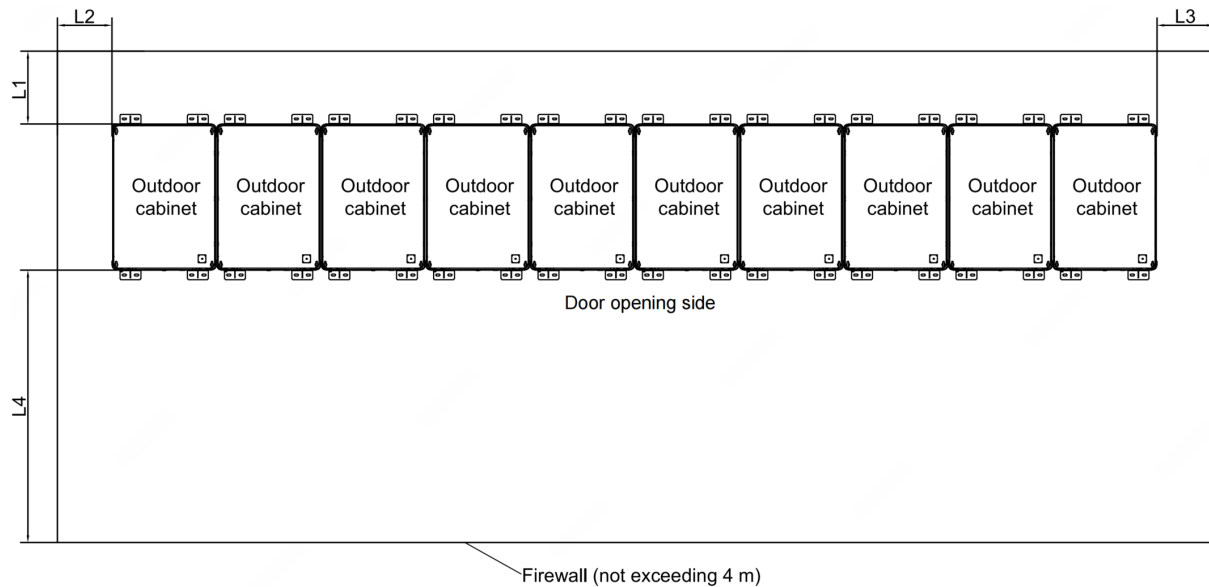 L2
L3
L1
Outdoor
cabinet
Outdoor
cabinet
Outdoor
cabinet
Outdoor
cabinet
Outdoor
cabinet
Outdoor
cabinet
Outdoor
cabinet
Outdoor
cabinet
Outdoor
cabinet
Outdoor
cabinet
Door opening side
L4
Firewall (not exceeding 4 m)